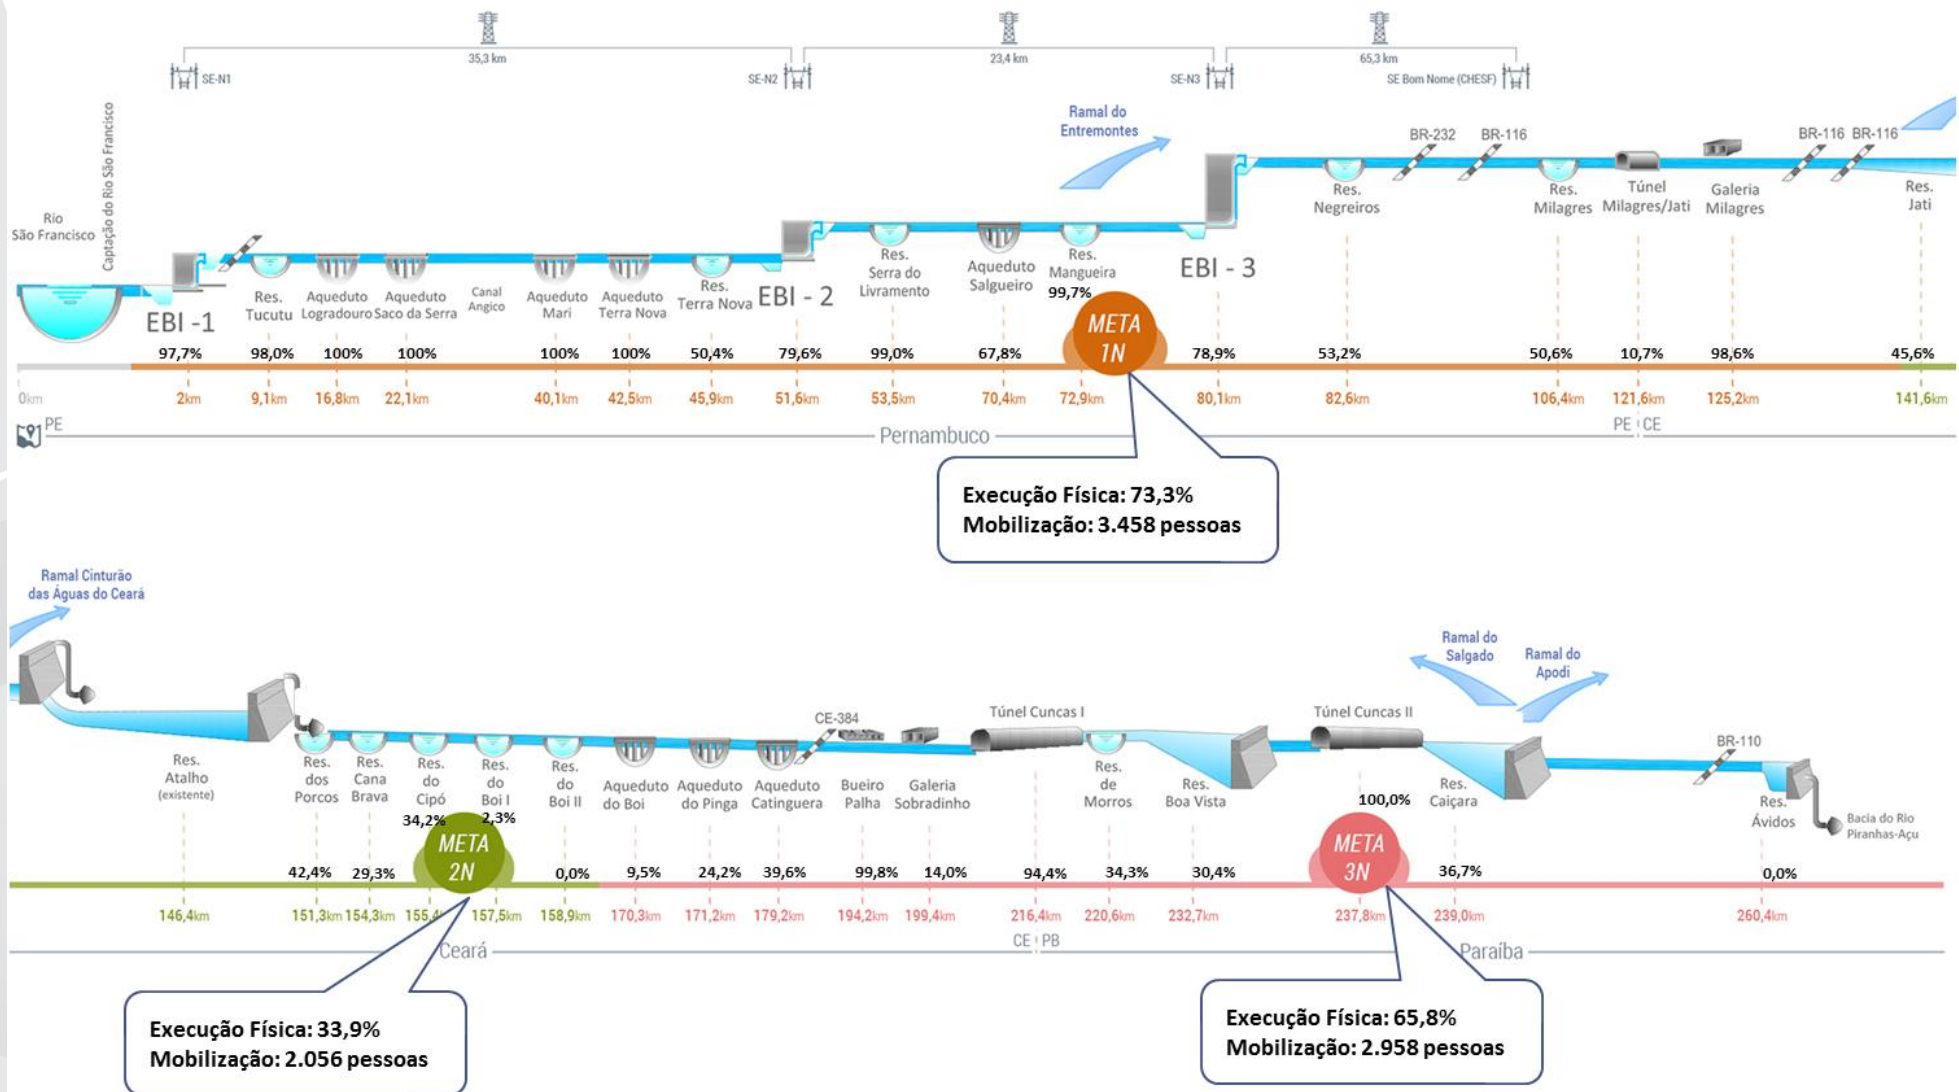 35,3 km
23,4 km
65,3 km
SE-N1
SE-N2
SE-N3
SE Bom Nome (CHESF)
Captação do Rio São Francisco
Rio
São Francisco
Ramal do
Entremontes
BR-232
BR-116
BR-116
BR-116
EBI -1
Res.
Tucutu
Aqueduto
Logradouro
Aqueduto
Saco da Serra
Canal
Angico
Aqueduto
Mari
Aqueduto
Terra Nova
Res.
Terra Nova
EBI - 2
Res.
Serra do
Livramento
Aqueduto
Salgueiro
Res.
Mangueira
99,7%
EBI - 3
Res.
Negreiros
Res.
Milagres
Túnel
Milagres/Jati
Galeria
Milagres
Res.
Jati
META
1N
97,7%
98,0%
100%
100%
100%
100%
50,4%
79,6%
99,0%
67,8%
78,9%
53,2%
50,6%
10,7%
98,6%
45,6%
0km
2km
9,1km
16,8km
22,1km
40,1km
42,5km
45,9km
51,6km
53,5km
70,4km
72,9km
80,1km
82,6km
106,4km
121,6km
125,2km
141,6km
PE
Pernambuco
PE
CE
Execução Física: 73,3%
Mobilização: 3.458 pessoas
Ramal Cinturão
das Águas do Ceará
Ramal do
Salgado
Ramal do
Apodi
CE-384
Túnel Cuncas I
Túnel Cuncas II
BR-110
Res.
Atalho
(existente)
Res.
dos
Porcos
Res.
Cana
Brava
Res.
do
Cipó
34,2%
Res.
do
Boi I
2,3%
Res.
do
Boi II
Aqueduto
do Boi
Aqueduto
do Pinga
Aqueduto
Catinguera
Bueiro
Palha
Galeria
Sobradinho
Res.
de
Morros
Res.
Boa Vista
100,0%
Res.
Caiçara
Res.
Ávidos
Bacia do Rio
Piranhas-Açu
META
2N
META
3N
42,4%
29,3%
0,0%
9,5%
24,2%
39,6%
99,8%
14,0%
94,4%
34,3%
30,4%
36,7%
0,0%
146,4km
151,3km
154,3km
155,4
157,5km
158,9km
170,3km
171,2km
179,2km
194,2km
199,4km
216,4km
220,6km
232,7km
237,8km
239,0km
260,4km
Ceará
CE
PB
Paraíba
Execução Física: 33,9%
Mobilização: 2.056 pessoas
Execução Física: 65,8%
Mobilização: 2.958 pessoas